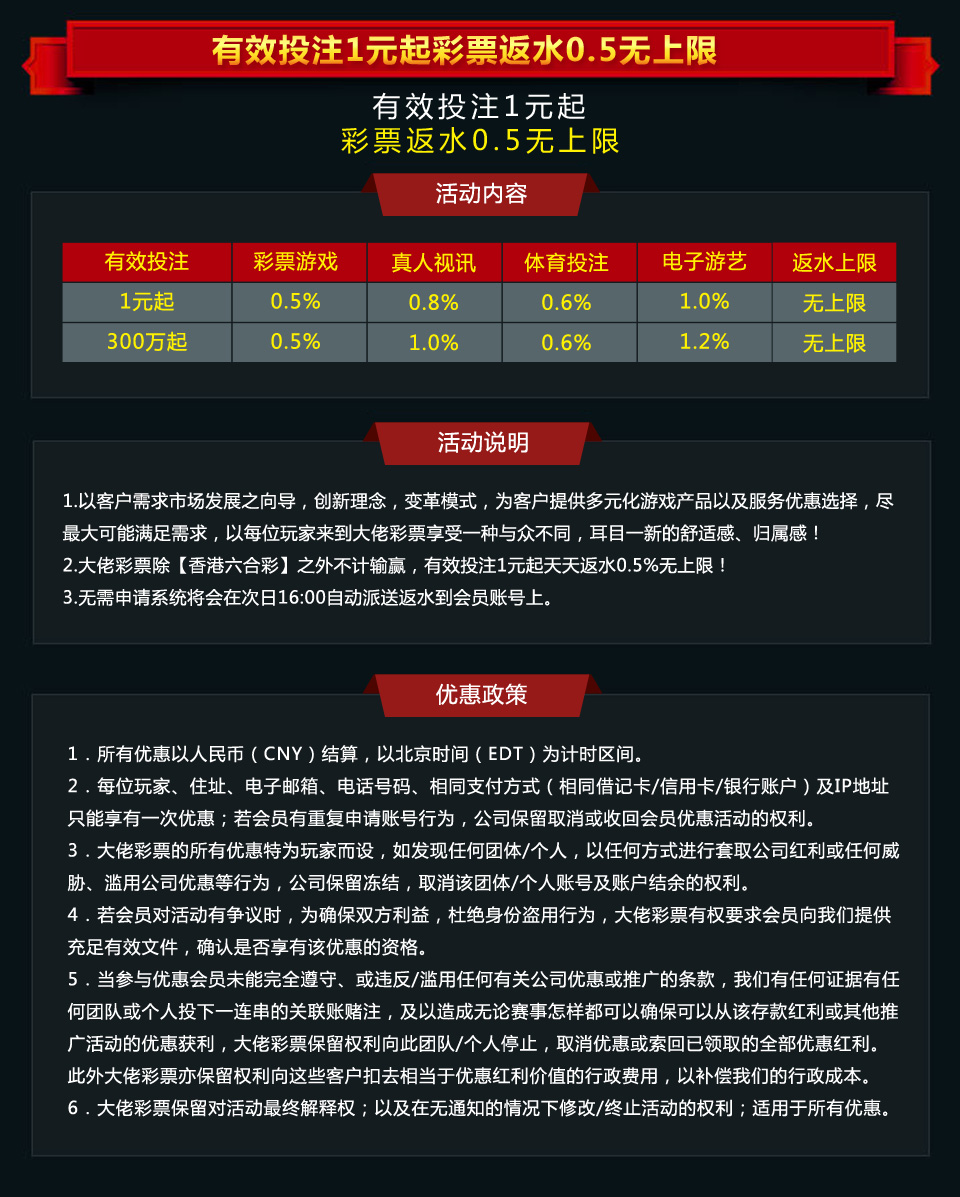 有效投注1元起彩票返水0.5无上限
有效投注1元起
彩票返水0.5无上限
活动内容
有效投注 彩票游戏 真人视讯 体育投注 电子游艺 返水上限
1元起 0.5% 0.8% 0.6% 1.0% 无上限
300万起 0.5% 1.0% 0.6% 1.2% 无上限
活动说明
1.以客户需求市场发展之向导，创新理念，变革模式，为客户提供多元化游戏产品以及服务优惠选择，尽
最大可能满足需求，以每位玩家来到大佬彩票享受一种与众不同，耳目一新的舒适感、归属感！
2.大佬彩票除【香港六合彩】之外不计输赢，有效投注1元起天天返水0.5%无上限！
3.无需申请系统将会在次日16:00自动派送返水到会员账号上。
优惠政策
1．所有优惠以人民币（CNY）结算，以北京时间（EDT）为计时区间。
2．每位玩家、住址、电子邮箱、电话号码、相同支付方式（相同借记卡/信用卡/银行账户）及IP地址
只能享有一次优惠；若会员有重复申请账号行为，公司保留取消或收回会员优惠活动的权利。
3．大佬彩票的所有优惠特为玩家而设，如发现任何团体/个人，以任何方式进行套取公司红利或任何威
胁、滥用公司优惠等行为，公司保留冻结，取消该团体/个人账号及账户结余的权利。
4．若会员对活动有争议时，为确保双方利益，杜绝身份盗用行为，大佬彩票有权要求会员向我们提供
充足有效文件，确认是否享有该优惠的资格。
5．当参与优惠会员未能完全遵守、或违反/滥用任何有关公司优惠或推广的条款，我们有任何证据有任
何团队或个人投下一连串的关联账赌注，及以造成无论赛事怎样都可以确保可以从该存款红利或其他推
广活动的优惠获利，大佬彩票保留权利向此团队/个人停止，取消优惠或索回已领取的全部优惠红利。
此外大佬彩票亦保留权利向这些客户扣去相当于优惠红利价值的行政费用，以补偿我们的行政成本。
6．大佬彩票保留对活动最终解释权；以及在无通知的情况下修改/终止活动的权利；适用于所有优惠。